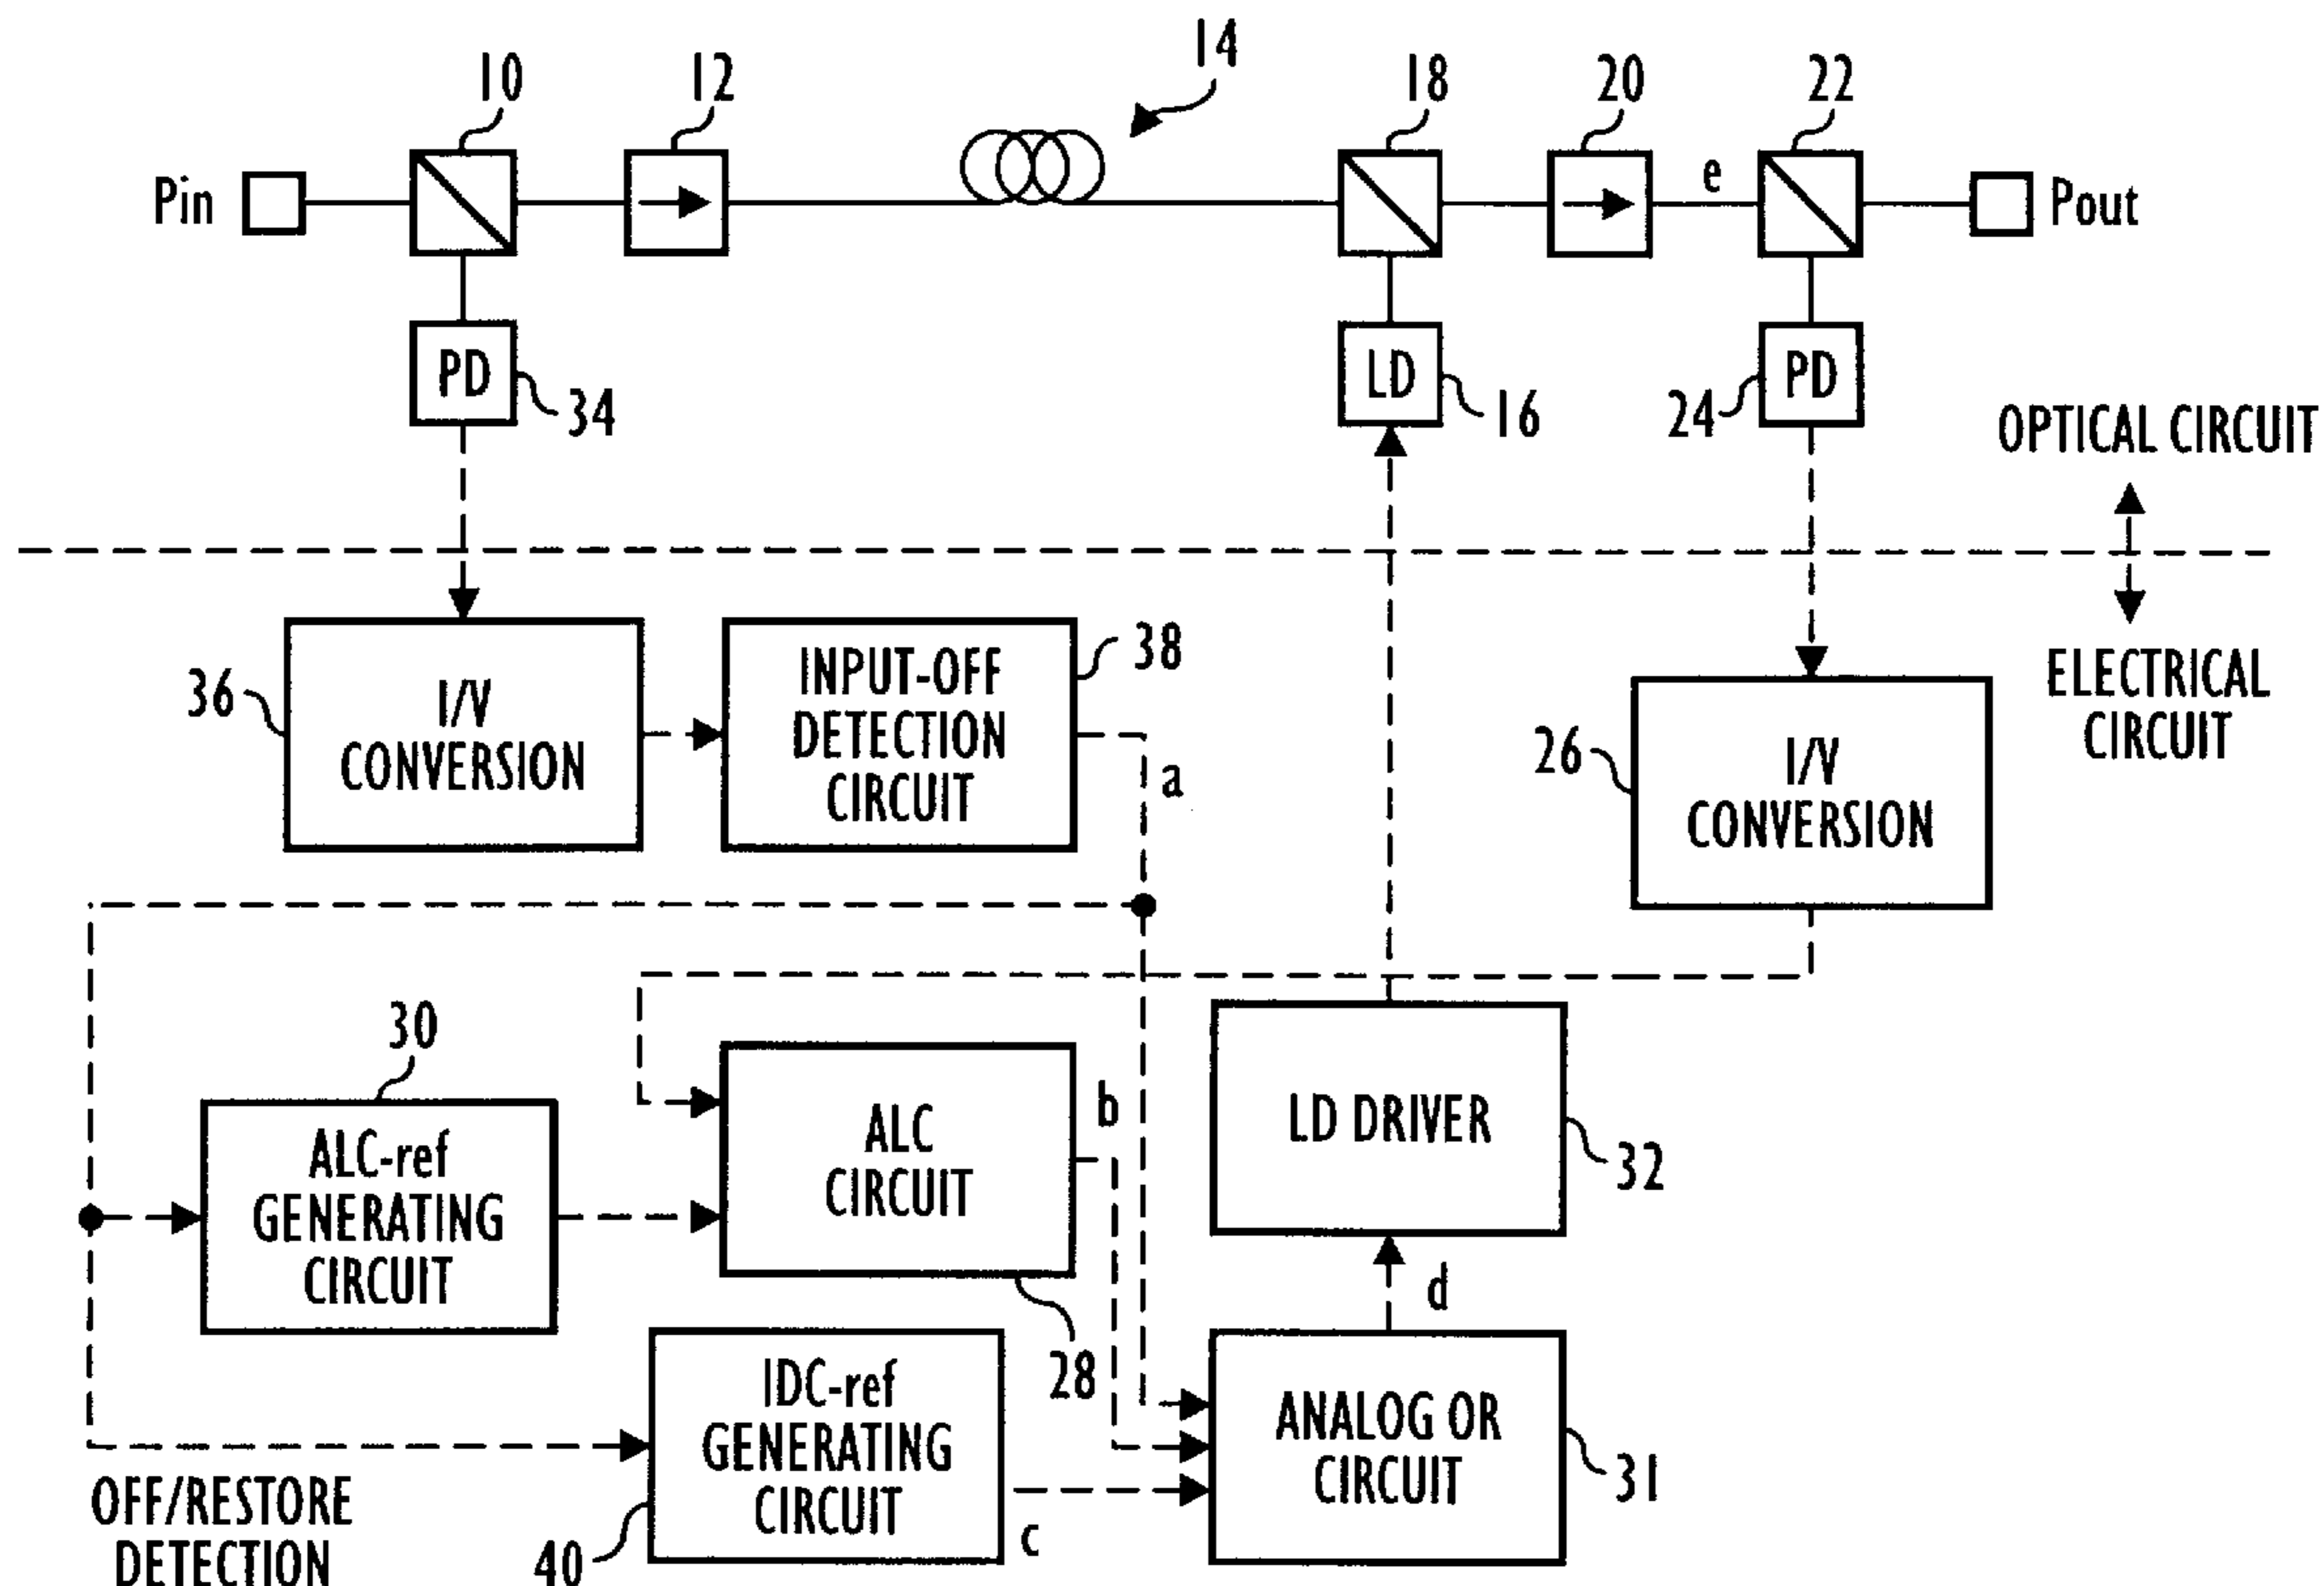 14
10
12
18
20
22
Pin
e
Pout
PD
34
LD
16
24
PD
OPTICAL CIRCUIT
ELECTRICAL
CIRCUIT
36
I/V
CONVERSION
INPUT-OFF
DETECTION
CIRCUIT
38
a
26
I/V
CONVERSION
30
ALC-ref
GENERATING
CIRCUIT
ALC
CIRCUIT
b
28
LD DRIVER
32
d
IDC-ref
GENERATING
CIRCUIT
40
c
ANALOG OR
CIRCUIT
31
OFF/RESTORE
DETECTION